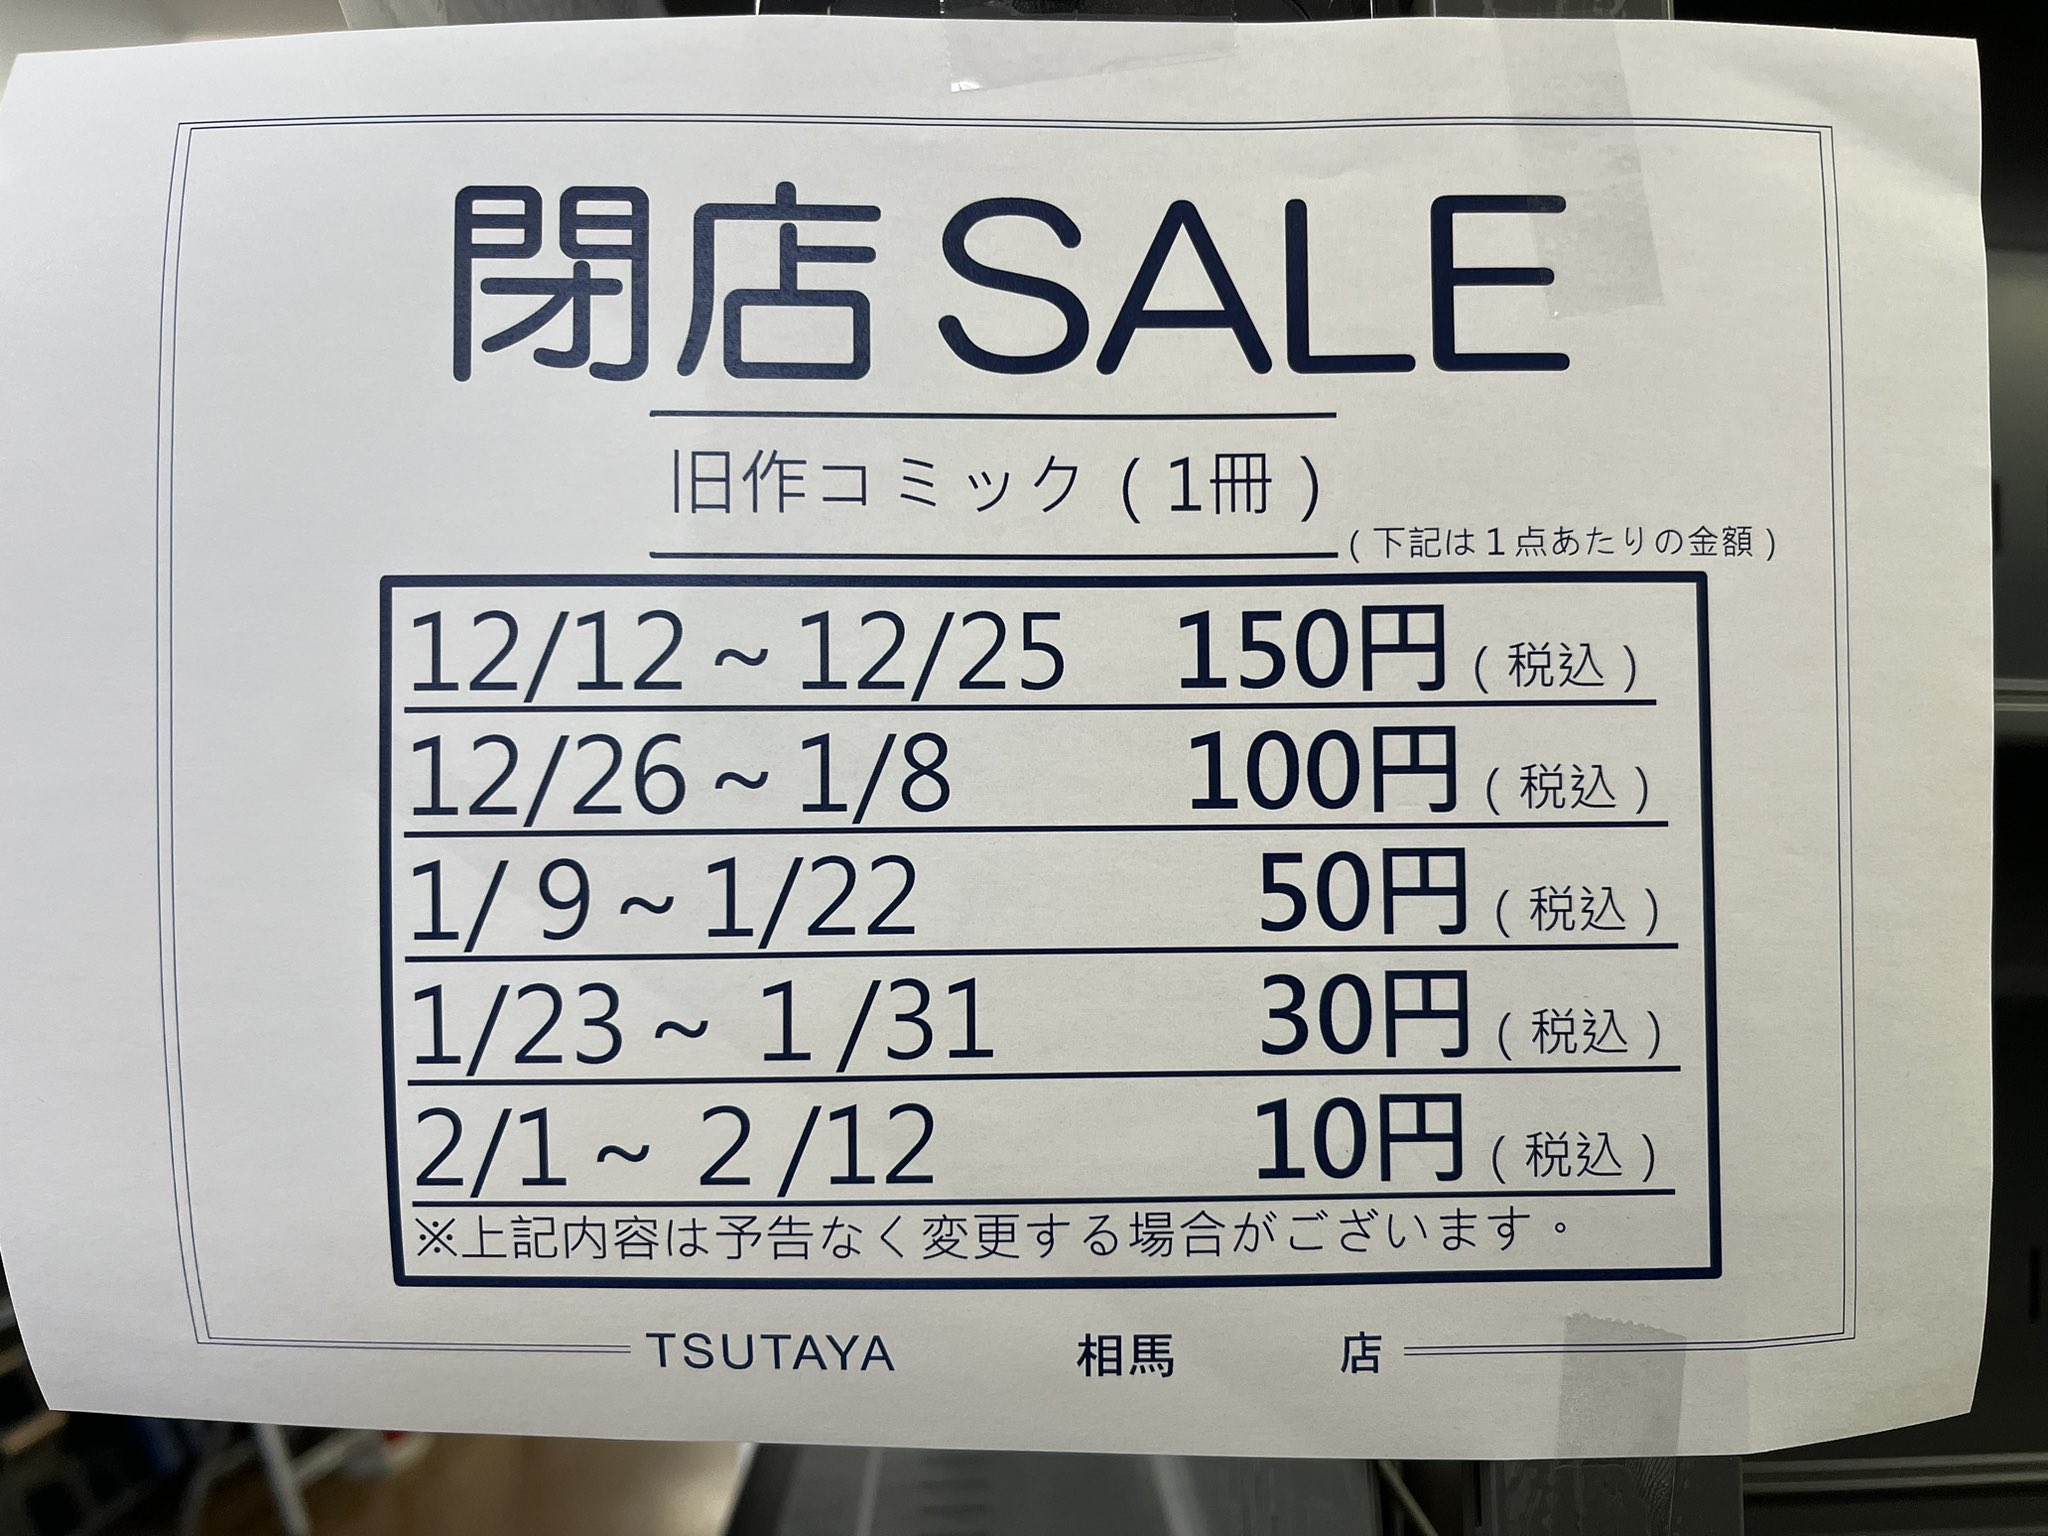 閉店 SALE
旧作コミック（1冊）
（下記は１点あたりの金額）
12/12 ~ 12/25 150円（税込）
12/26 ~ 1/8 100円（税込）
1/ 9 ~ 1/22 50円（税込）
1/23 ~ 1 /31 30円（税込）
2/1 ~ 2 /12 10円（税込）
※上記内容は予告なく変更する場合がございます。
TSUTAYA 相馬 店